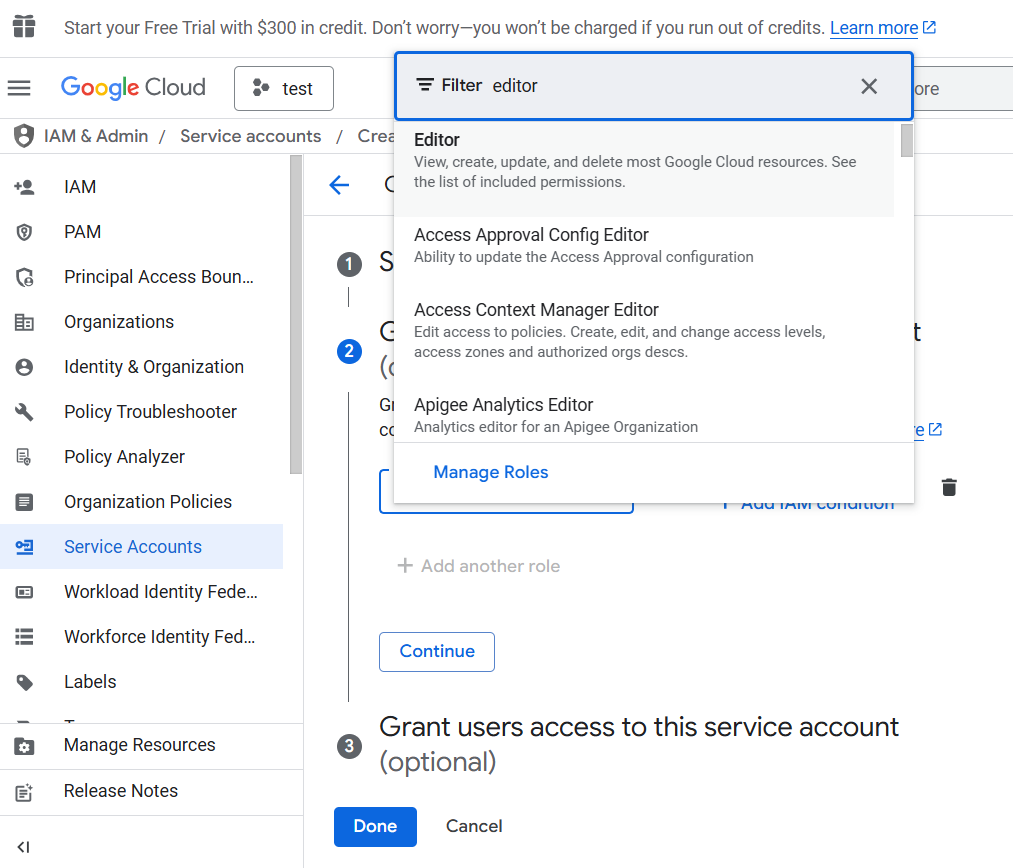 Start your Free Trial with $300 in credit. Don't worry—you won't be charged if you run out of credits. Learn more
Google Cloud
test
Filter editor
IAM & Admin / Service accounts /
Editor
View, create, update, and delete most Google Cloud resources. See
the list of included permissions.
Access Approval Config Editor
Ability to update the Access Approval configuration
Access Context Manager Editor
Edit access to policies. Create, edit, and change access levels,
access zones and authorized orgs descs.
Apigee Analytics Editor
Analytics editor for an Apigee Organization
Manage Roles
IAM
PAM
Principal Access Boun...
Organizations
Identity & Organization
Policy Troubleshooter
Policy Analyzer
Organization Policies
Service Accounts
Workload Identity Fede...
Workforce Identity Fed...
Labels
Manage Resources
Release Notes
1
2
Add IAM condition
+ Add another role
Continue
3
Grant users access to this service account
(optional)
Done
Cancel